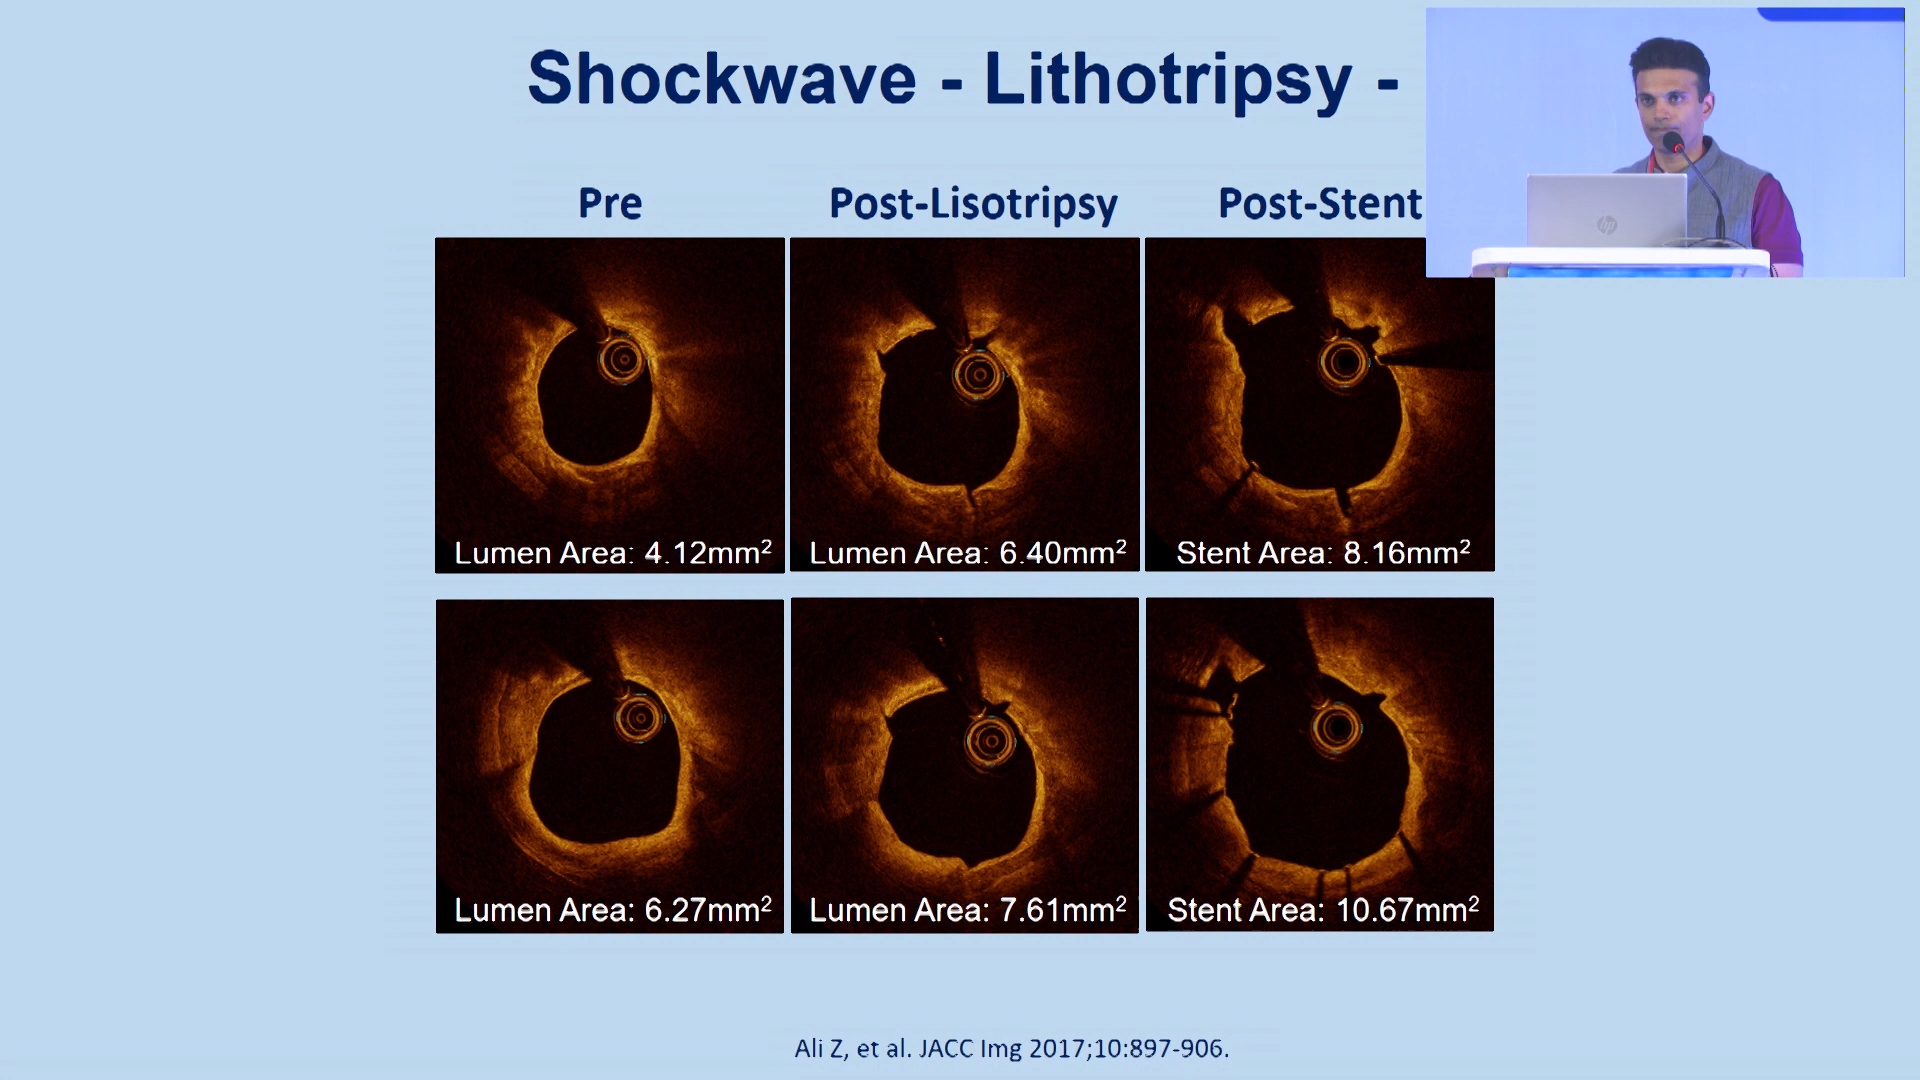 Shockwave - Lithotripsy -
Pre
Post-Lisotripsy
Post-Stent
Lumen Area: 4.12mm²
Lumen Area: 6.40mm²
Stent Area: 8.16mm²
Lumen Area: 6.27mm²
Lumen Area: 7.61mm²
Stent Area: 10.67mm²
Ali Z, et al. JACC Img 2017;10:897-906.
hp